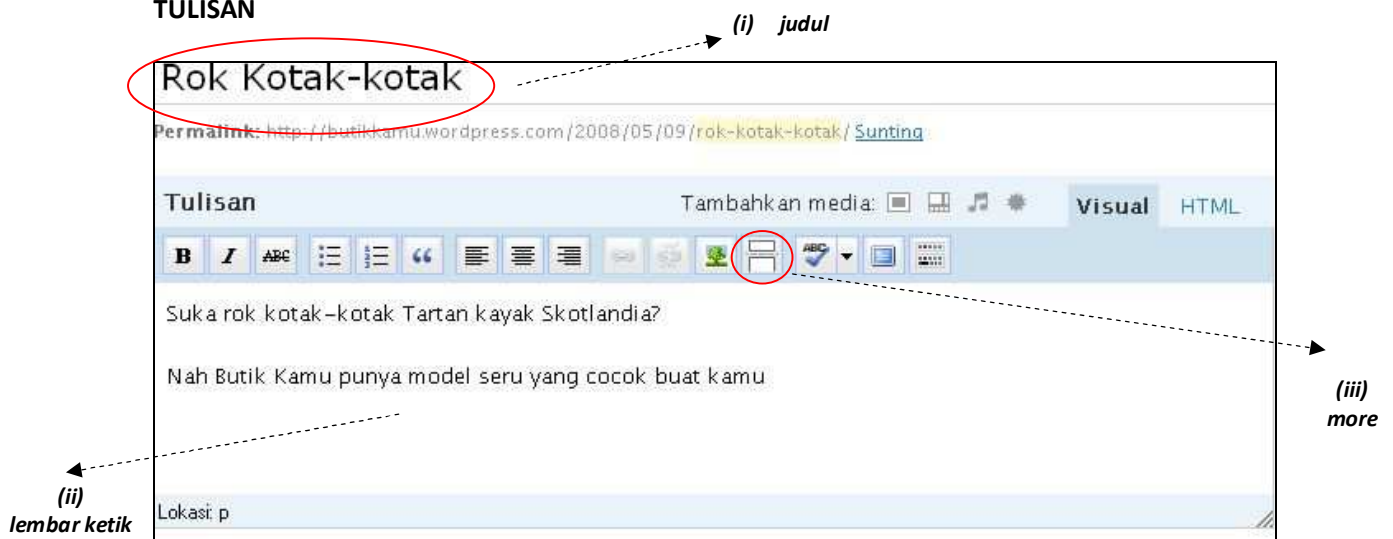 TULISAN
(i) judul
Rok Kotak-kotak
Permalink: http://butikkamu.wordpress.com/2008/05/09/rok-kotak-kotak/ Sunting
Tulisan Tambahkan media: Visual HTML
B I ABC ABC
Suka rok kotak-kotak Tartan kayak Skotlandia?
Nah Butik Kamu punya model seru yang cocok buat kamu
(iii)
more
(ii)
lembar ketik
Lokasi: p